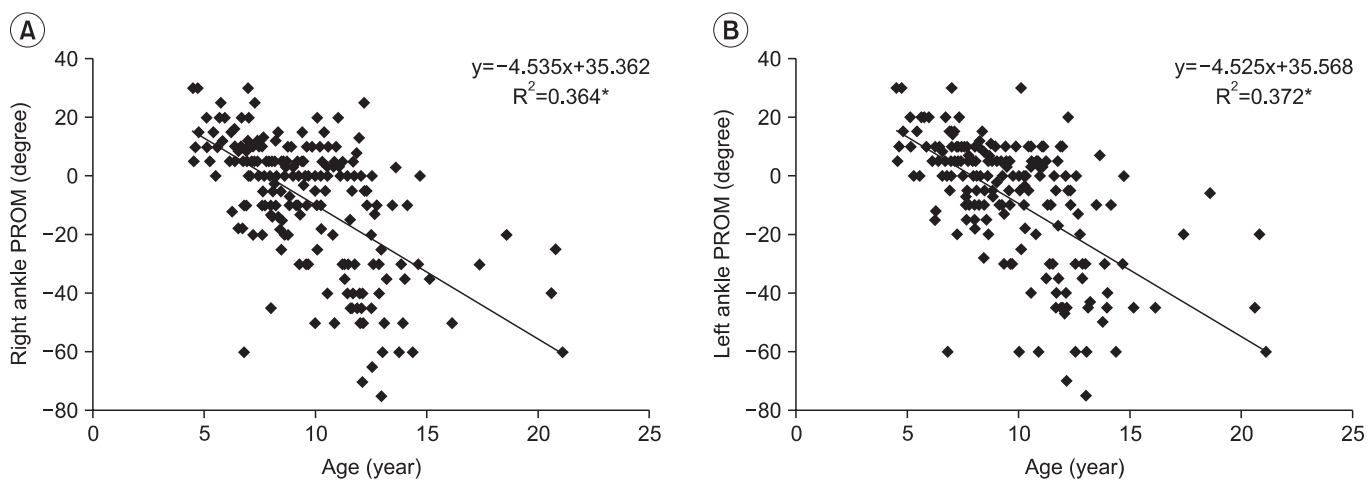 A
y=−4.535x+35.362
R²=0.364*
40
20
0
−20
−40
−60
−80
Right ankle PROM (degree)
0 5 10 15 20 25
Age (year)
B
y=−4.525x+35.568
R²=0.372*
40
20
0
−20
−40
−60
−80
Left ankle PROM (degree)
0 5 10 15 20 25
Age (year)